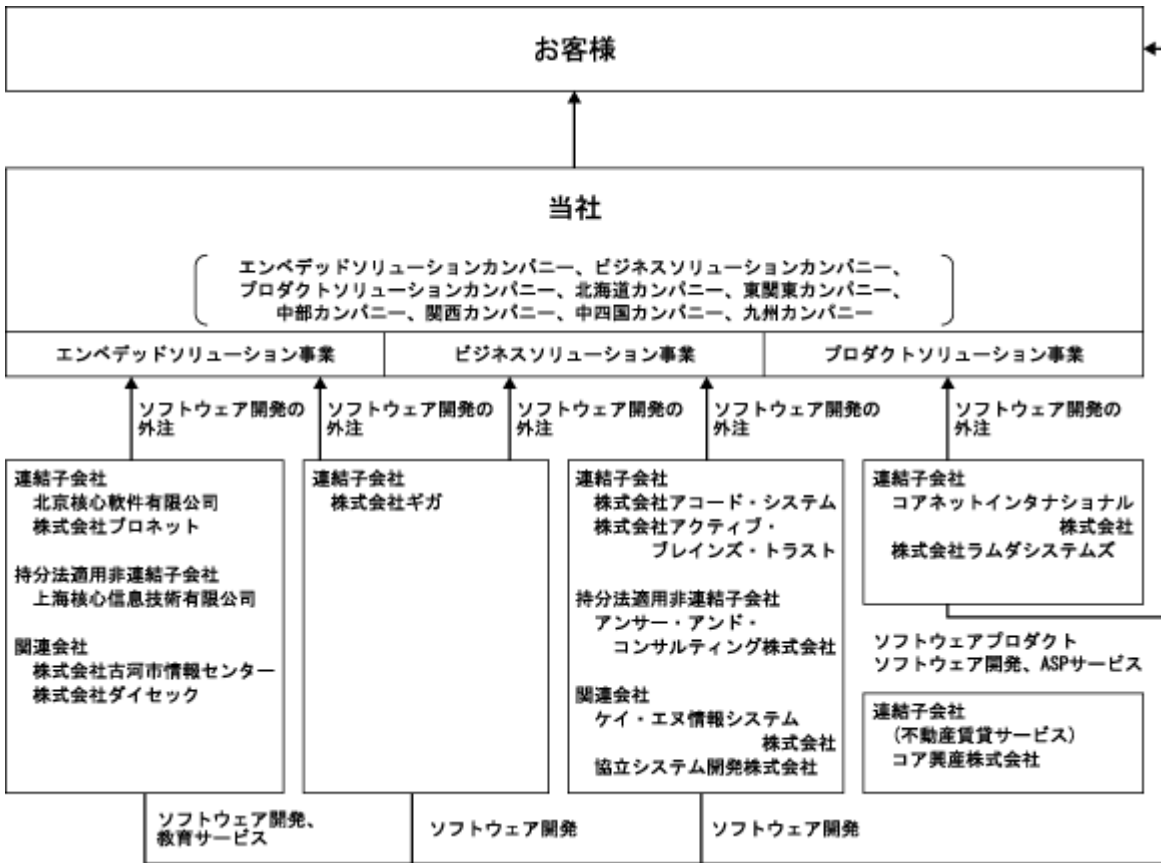 お客様
当社
エンベデッドソリューションカンパニー、ビジネスソリューションカンパニー、
プロダクトソリューションカンパニー、北海道カンパニー、東関東カンパニー、
中部カンパニー、関西カンパニー、中四国カンパニー、九州カンパニー
エンベデッドソリューション事業
ビジネスソリューション事業
プロダクトソリューション事業
ソフトウェア開発の
外注
ソフトウェア開発の
外注
ソフトウェア開発の
外注
ソフトウェア開発の
外注
ソフトウェア開発の
外注
連結子会社
北京核心軟件有限公司
株式会社プロネット
持分法適用非連結子会社
上海核心信息技術有限公司
関連会社
株式会社古河市情報センター
株式会社ダイセック
連結子会社
株式会社ギガ
連結子会社
株式会社アコード・システム
株式会社アクティブ・
ブレインズ・トラスト
持分法適用非連結子会社
アンサー・アンド・
コンサルティング株式会社
関連会社
ケイ・エヌ情報システム
株式会社
協立システム開発株式会社
連結子会社
コアネットインタナショナル
株式会社
株式会社ラムダシステムズ
ソフトウェアプロダクト
ソフトウェア開発、ASPサービス
連結子会社
(不動産賃貸サービス)
コア興産株式会社
ソフトウェア開発、
教育サービス
ソフトウェア開発
ソフトウェア開発